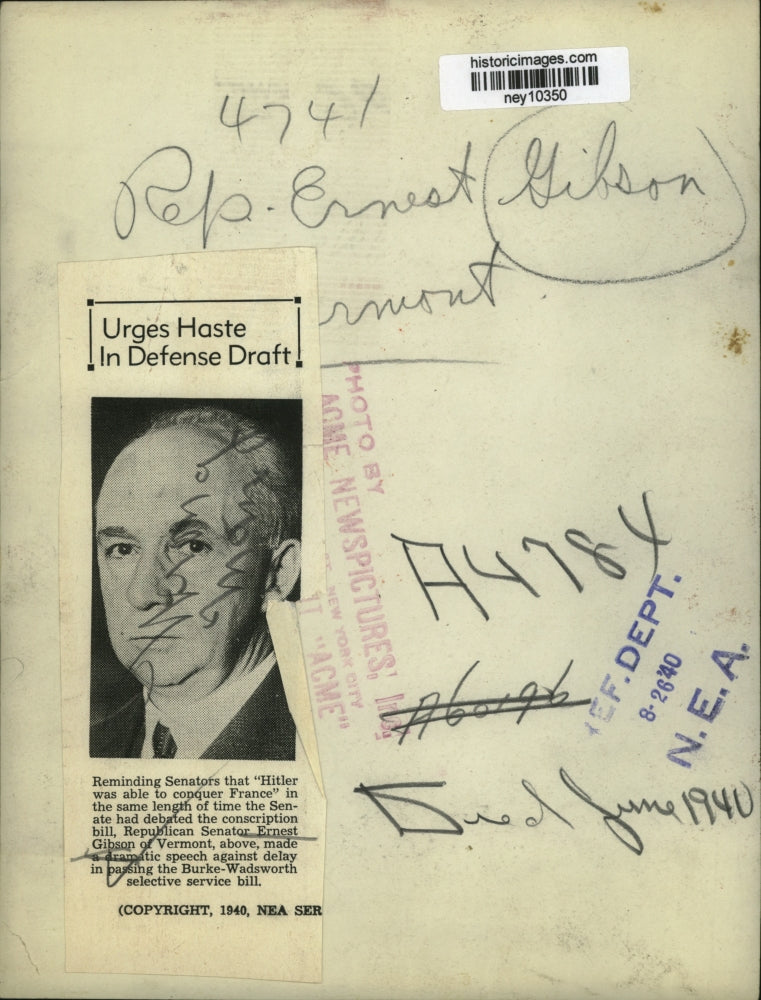 historicimages.com
ney10350
4741
Rep. Ernest Gibson
ermont
Urges Haste
In Defense Draft
PHOTO BY
ACME NEWSPICTURES, Inc.
NEW YORK CITY
"ACME"
A4784
REF. DEPT.
8-26'40
N.E.A.
Died June 1940
Reminding Senators that "Hitler
was able to conquer France" in
the same length of time the Sen-
ate had debated the conscription
bill, Republican Senator Ernest
Gibson of Vermont, above, made
a dramatic speech against delay
in passing the Burke-Wadsworth
selective service bill.
(COPYRIGHT, 1940, NEA SER